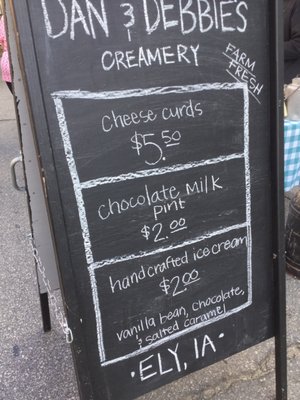 DAN & DEBBIE'S
CREAMERY
FARM
FRESH
cheese curds
$5.50
chocolate milk
pint
$2.00
handcrafted ice cream
$2.00
vanilla bean, chocolate,
& salted caramel
·ELY, IA·